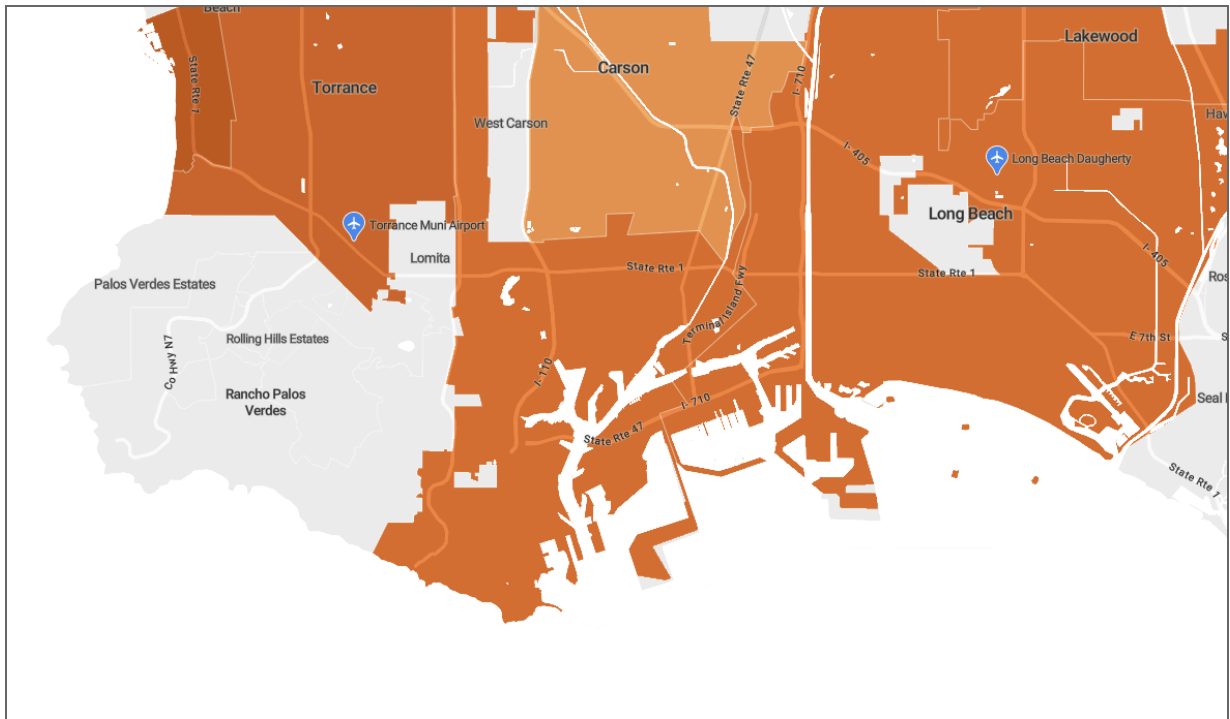 Beach
State Rte 1
Torrance
Carson
State Rte 47
I- 710
Lakewood
West Carson
Haw
I- 405
Long Beach Daugherty
Long Beach
Torrance Muni Airport
Lomita
State Rte 1
State Rte 1
I- 405
Palos Verdes Estates
Ros
Terminal Island Fwy
Co Hwy N7
Rolling Hills Estates
E 7th St
S
I- 110
Rancho Palos
Verdes
I- 710
Seal
State Rte 47
State Rte 1